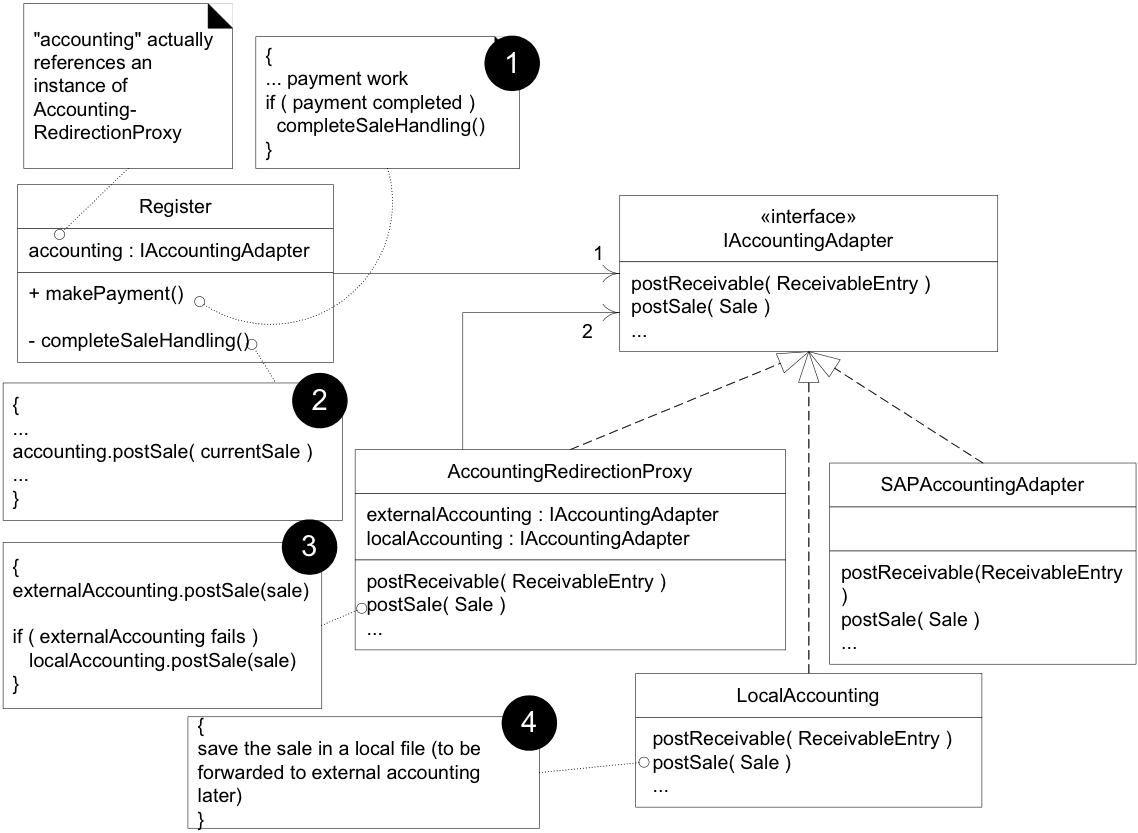 "accounting" actually
references an
instance of
Accounting-
RedirectionProxy
{
... payment work
if ( payment completed )
completeSaleHandling()
}
1
Register
accounting : IAccountingAdapter
+ makePayment()
- completeSaleHandling()
1
2
«interface»
IAccountingAdapter
postReceivable( ReceivableEntry )
postSale( Sale )
...
{
...
accounting.postSale( currentSale )
...
}
2
AccountingRedirectionProxy
externalAccounting : IAccountingAdapter
localAccounting : IAccountingAdapter
postReceivable( ReceivableEntry )
postSale( Sale )
...
SAPAccountingAdapter
postReceivable(ReceivableEntry
)
postSale( Sale )
...
{
externalAccounting.postSale(sale)
if ( externalAccounting fails )
localAccounting.postSale(sale)
}
3
LocalAccounting
postReceivable( ReceivableEntry )
postSale( Sale )
...
{
save the sale in a local file (to be
forwarded to external accounting
later)
}
4